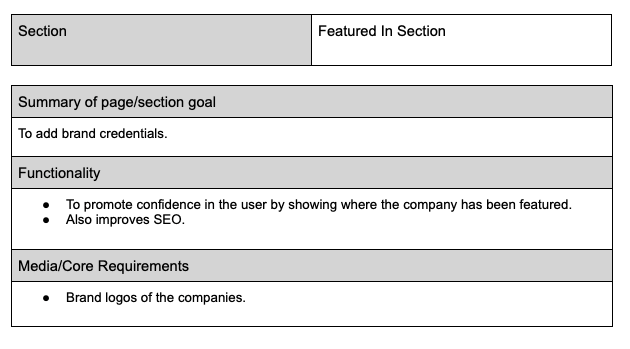 Section
Featured In Section
Summary of page/section goal
To add brand credentials.
Functionality
● To promote confidence in the user by showing where the company has been featured.
● Also improves SEO.
Media/Core Requirements
● Brand logos of the companies.